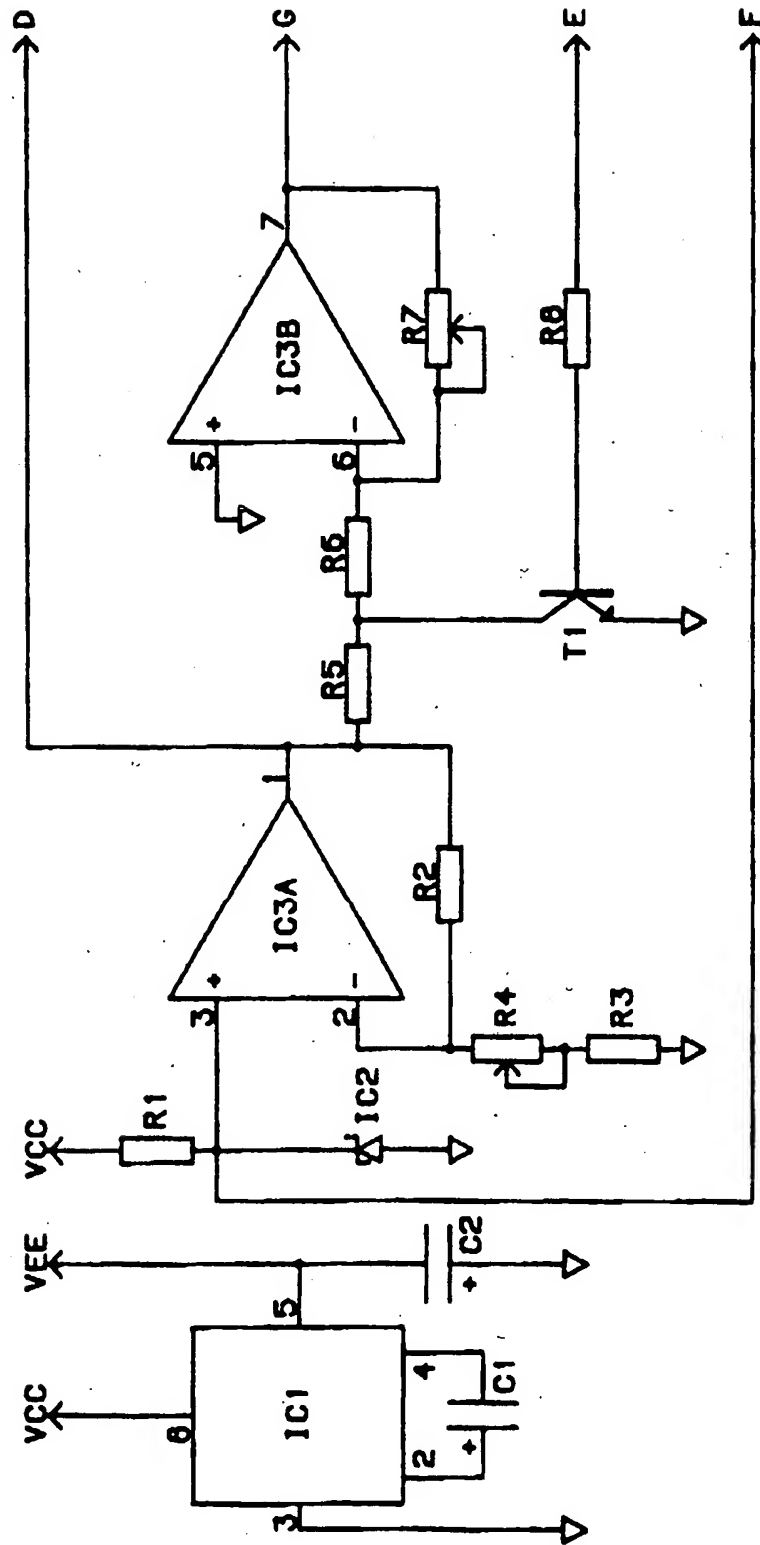 D
G
E
F
7
IC3B
+
-
5
6
R7
R8
R6
R5
T1
1
IC3A
+
-
3
2
R2
R4
R3
R1
VCC
IC2
VEE
C2
+
5
VCC
8
IC1
3
2
4
C1
+